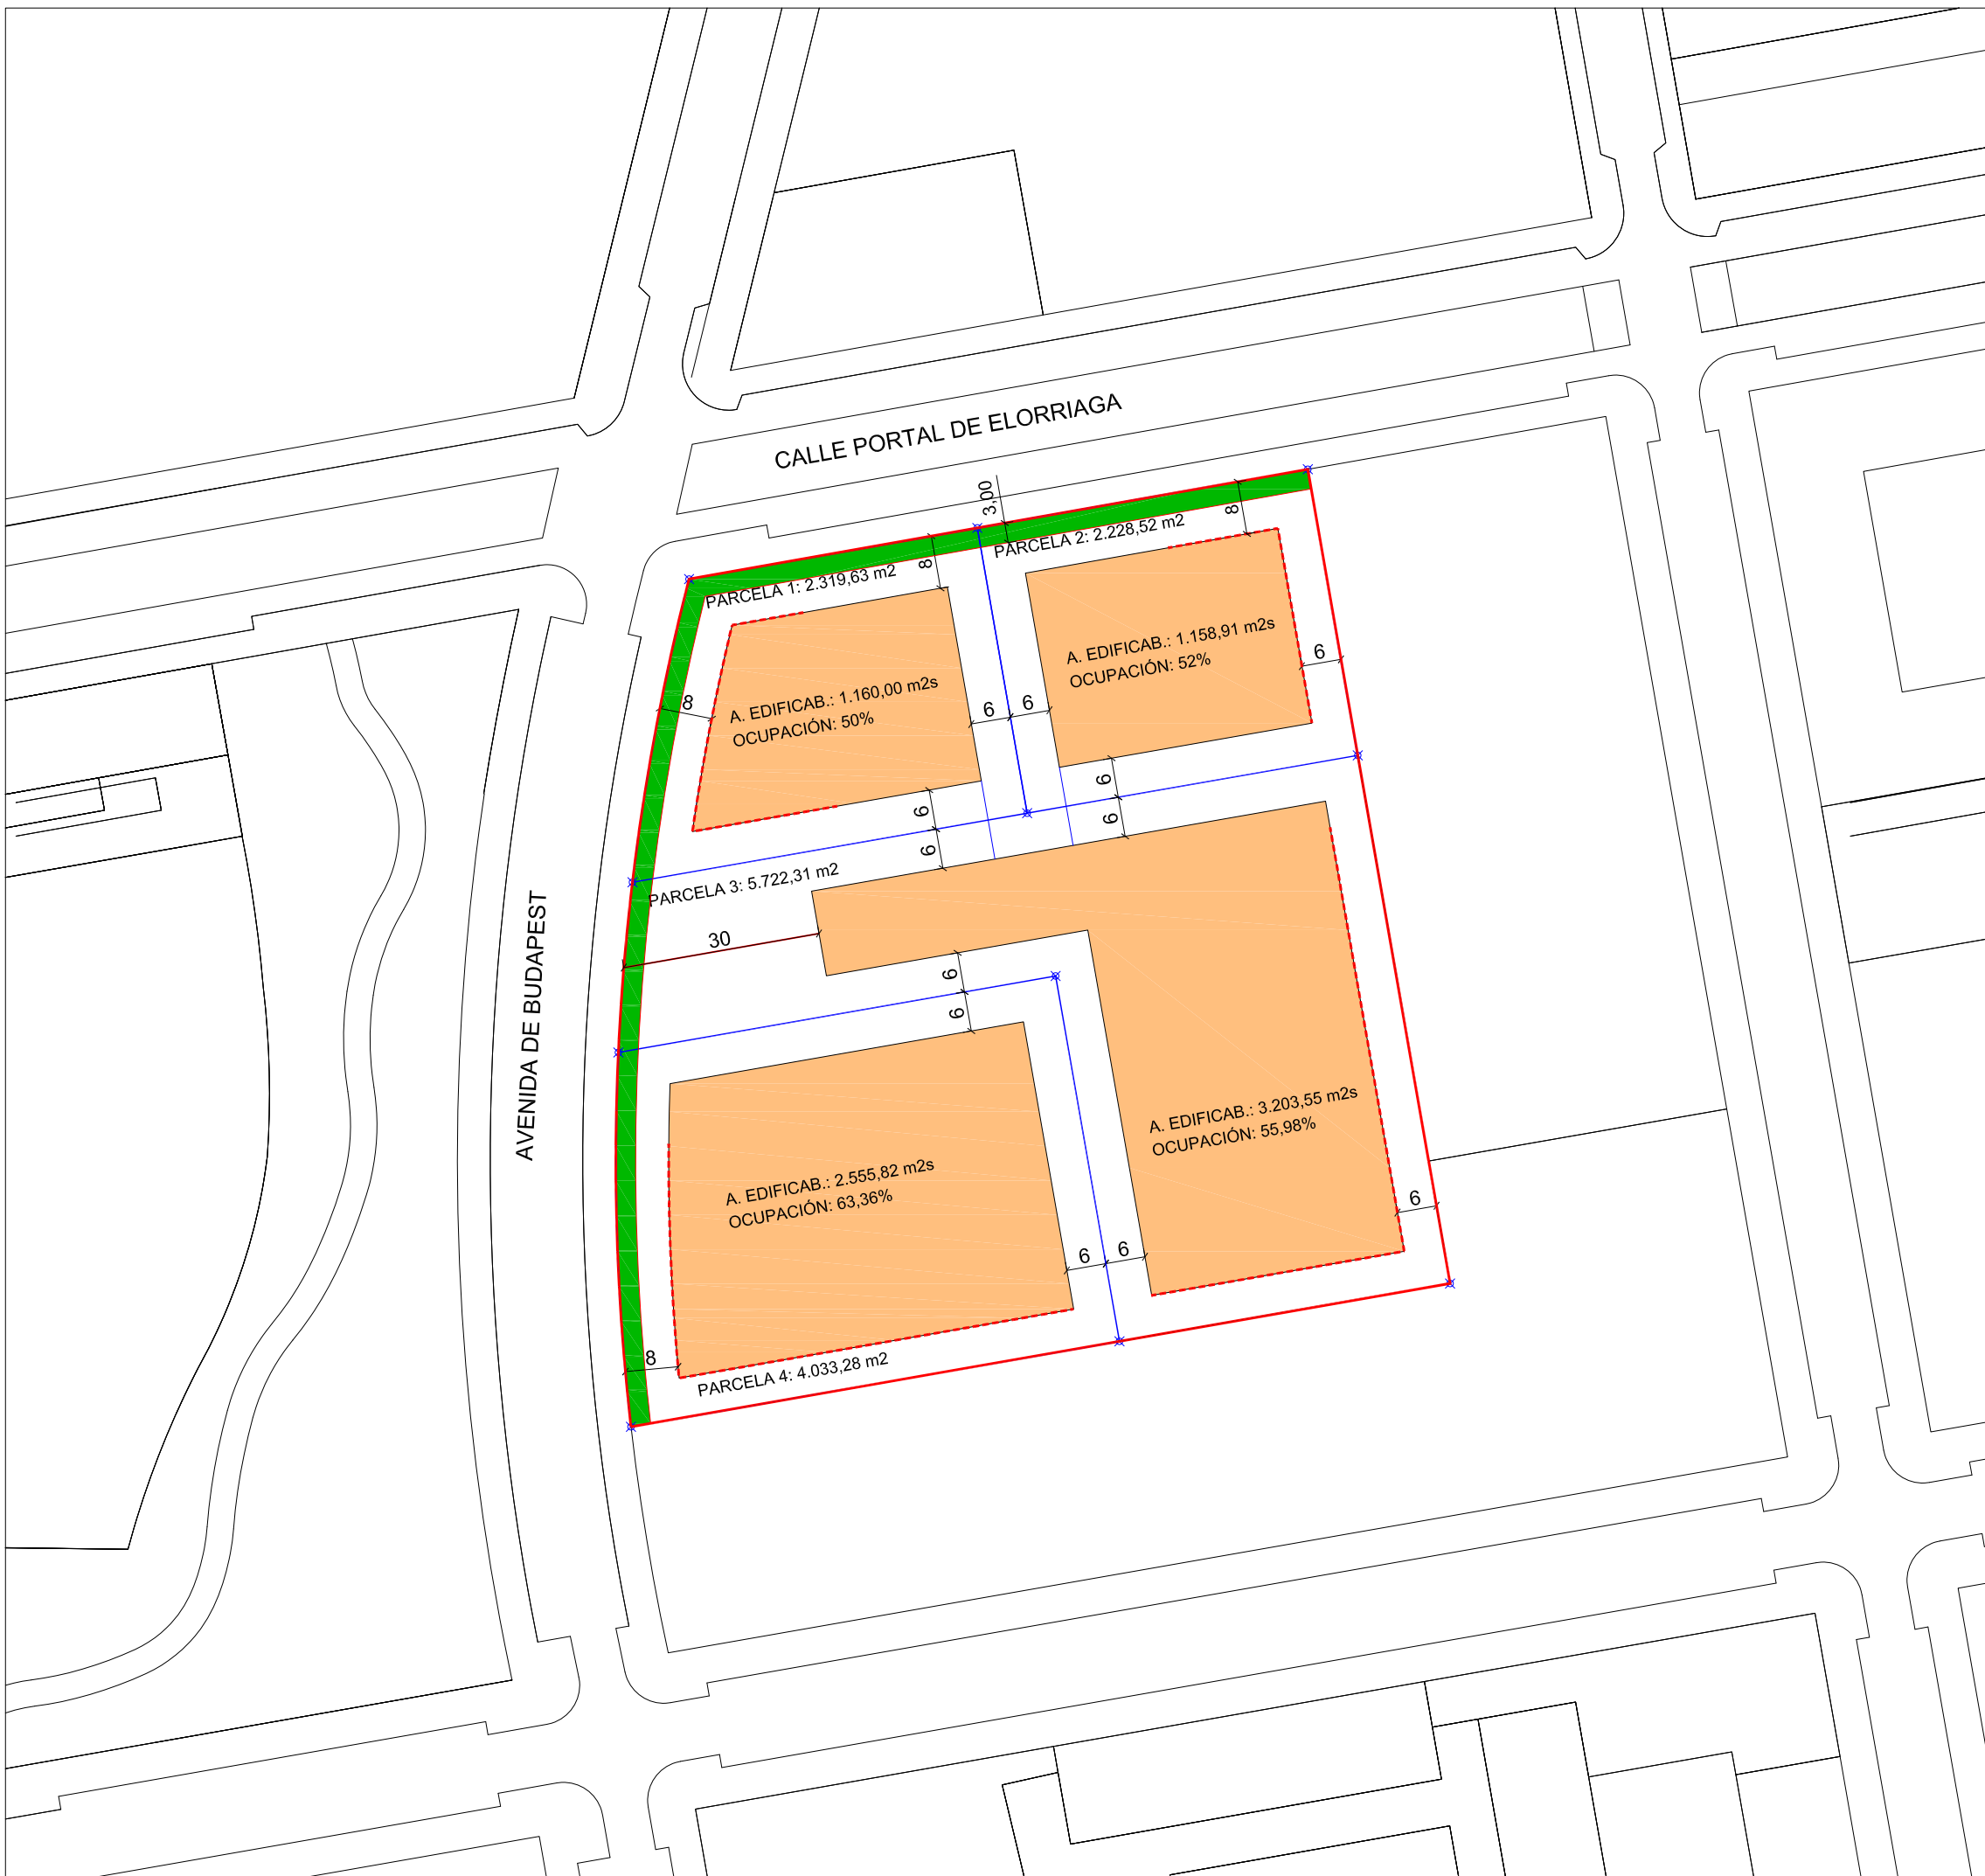 CALLE PORTAL DE ELORRIAGA
3,00
8
PARCELA 2: 2.228,52 m2
8
PARCELA 1: 2.319,63 m2
A. EDIFICAB.: 1.158,91 m2s
OCUPACIÓN: 52%
6
A. EDIFICAB.: 1.160,00 m2s
OCUPACIÓN: 50%
8
6
6
6
6
6
6
PARCELA 3: 5.722,31 m2
30
AVENIDA DE BUDAPEST
6
6
A. EDIFICAB.: 3.203,55 m2s
OCUPACIÓN: 55,98%
A. EDIFICAB.: 2.555,82 m2s
OCUPACIÓN: 63,36%
6
6
6
8
PARCELA 4: 4.033,28 m2